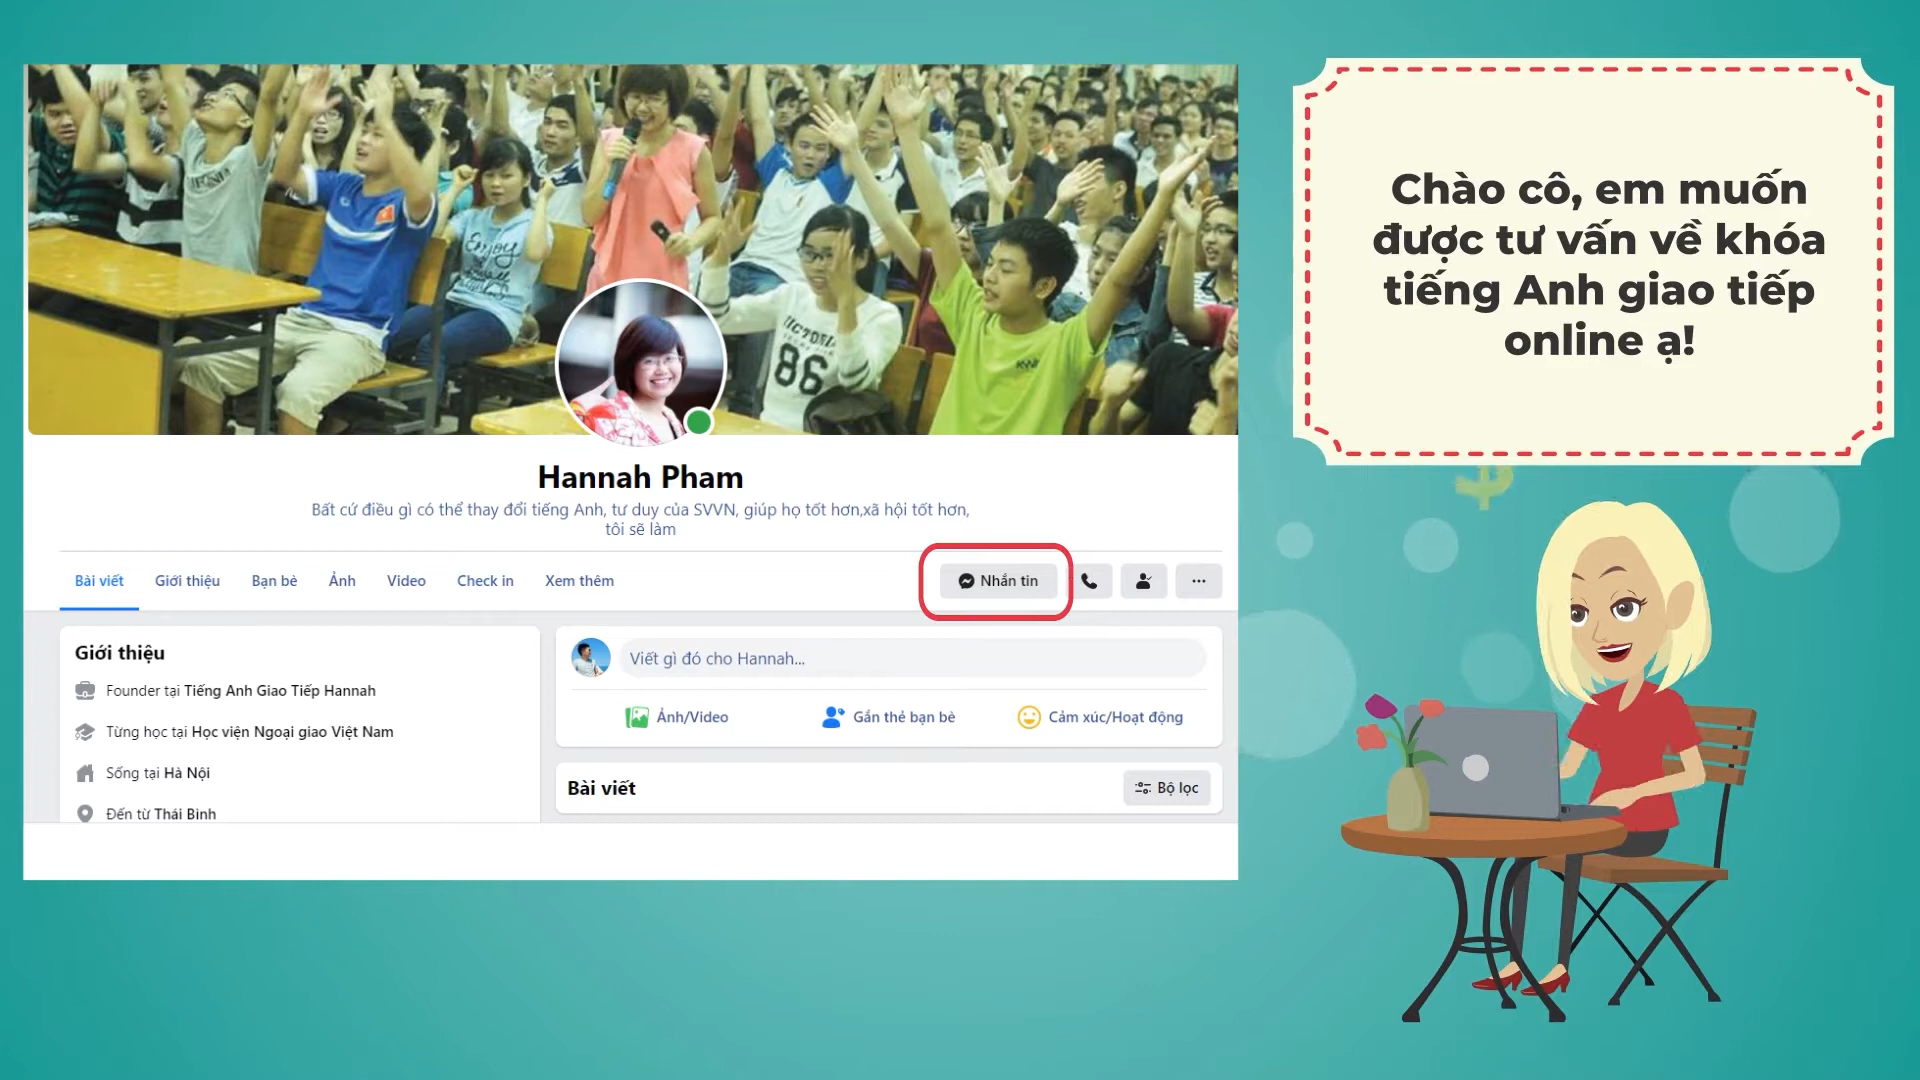 Enjoy
VICTORIA
86
Hannah Pham
Bất cứ điều gì có thể thay đổi tiếng Anh, tư duy của SVVN, giúp họ tốt hơn,xã hội tốt hơn,
tôi sẽ làm
Bài viết
Giới thiệu
Bạn bè
Ảnh
Video
Check in
Xem thêm
Nhắn tin
Giới thiệu
Founder tại Tiếng Anh Giao Tiếp Hannah
Từng học tại Học viện Ngoại giao Việt Nam
Sống tại Hà Nội
Đến từ Thái Bình
Viết gì đó cho Hannah...
Ảnh/Video
Gắn thẻ bạn bè
Cảm xúc/Hoạt động
Bài viết
Bộ lọc
Chào cô, em muốn
được tư vấn về khóa
tiếng Anh giao tiếp
online ạ!